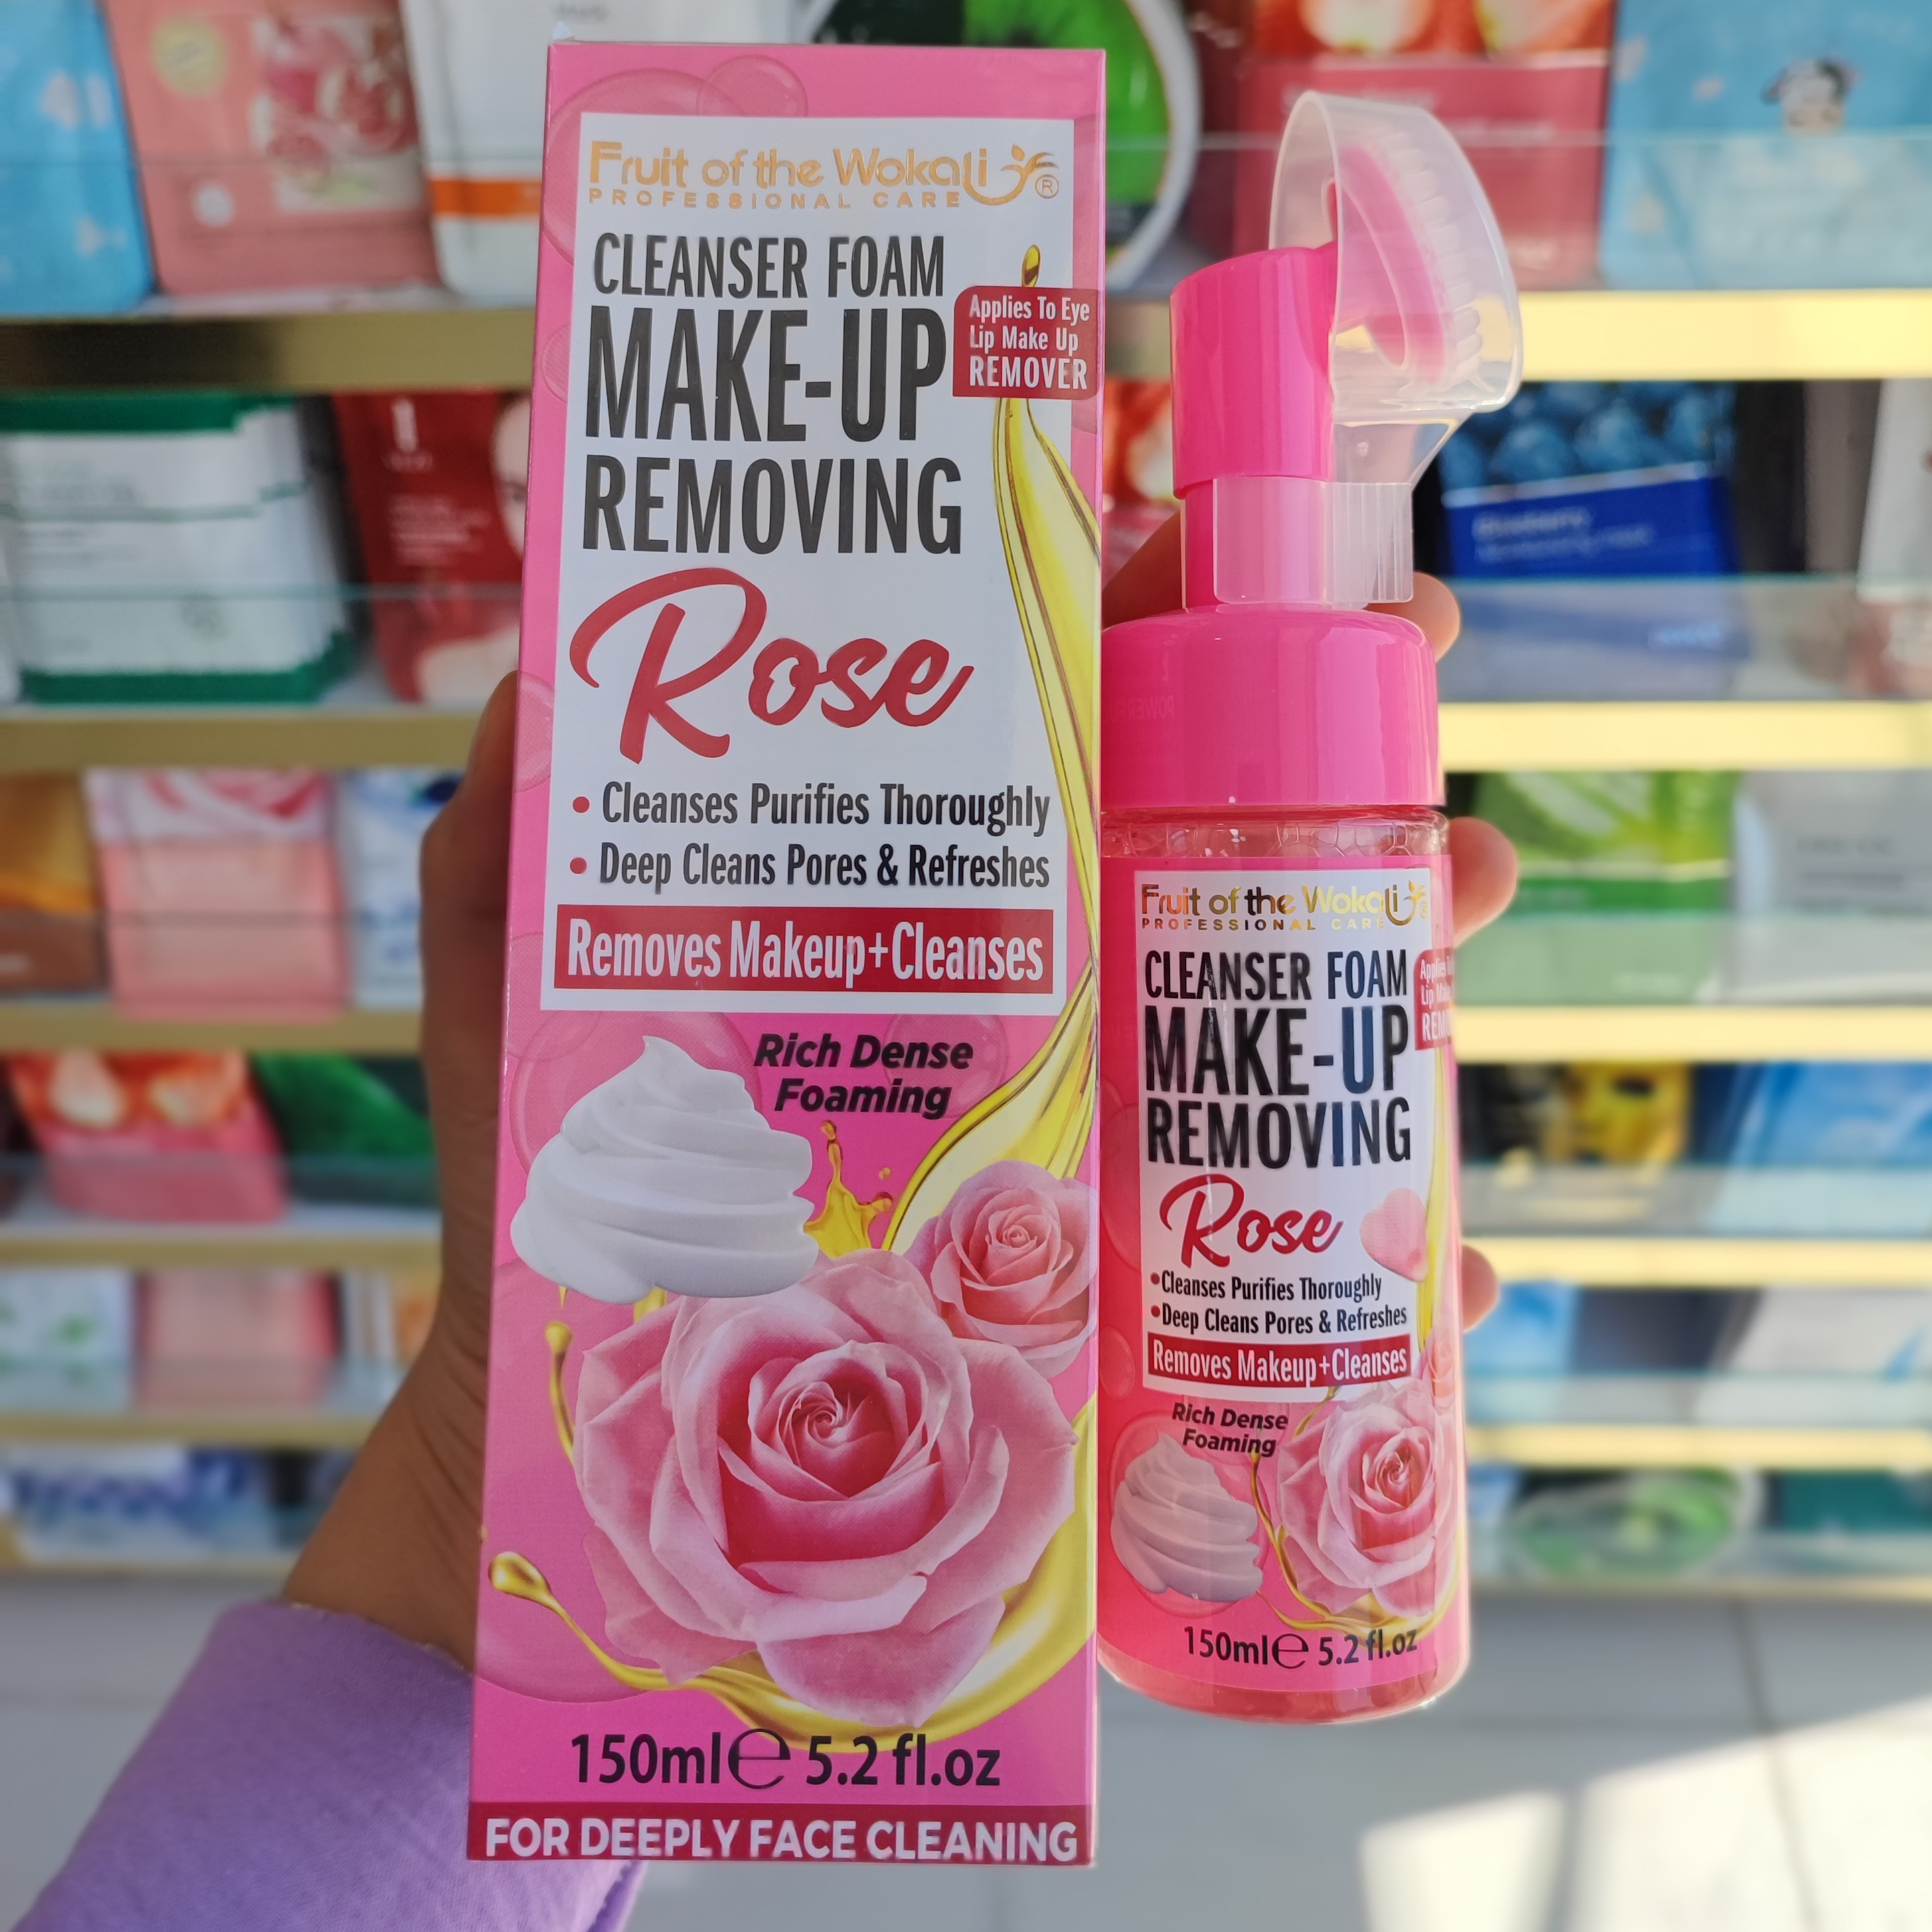 Fruit of the Wokali ®
PROFESSIONAL CARE
CLEANSER FOAM
MAKE-UP
REMOVING
Applies To Eye
Lip Make Up
REMOVER
Rose
• Cleanses Purifies Thoroughly
• Deep Cleans Pores & Refreshes
Removes Makeup+Cleanses
Rich Dense
Foaming
150ml℮ 5.2 fl.oz
FOR DEEPLY FACE CLEANING
Fruit of the Wokali ®
PROFESSIONAL CARE
CLEANSER FOAM
MAKE-UP
REMOVING
Lip
Rose
•Cleanses Purifies Thoroughly
•Deep Cleans Pores & Refreshes
Removes Makeup+Cleanses
Rich Dense
Foaming
150ml℮ 5.2 fl.oz
Blueberry